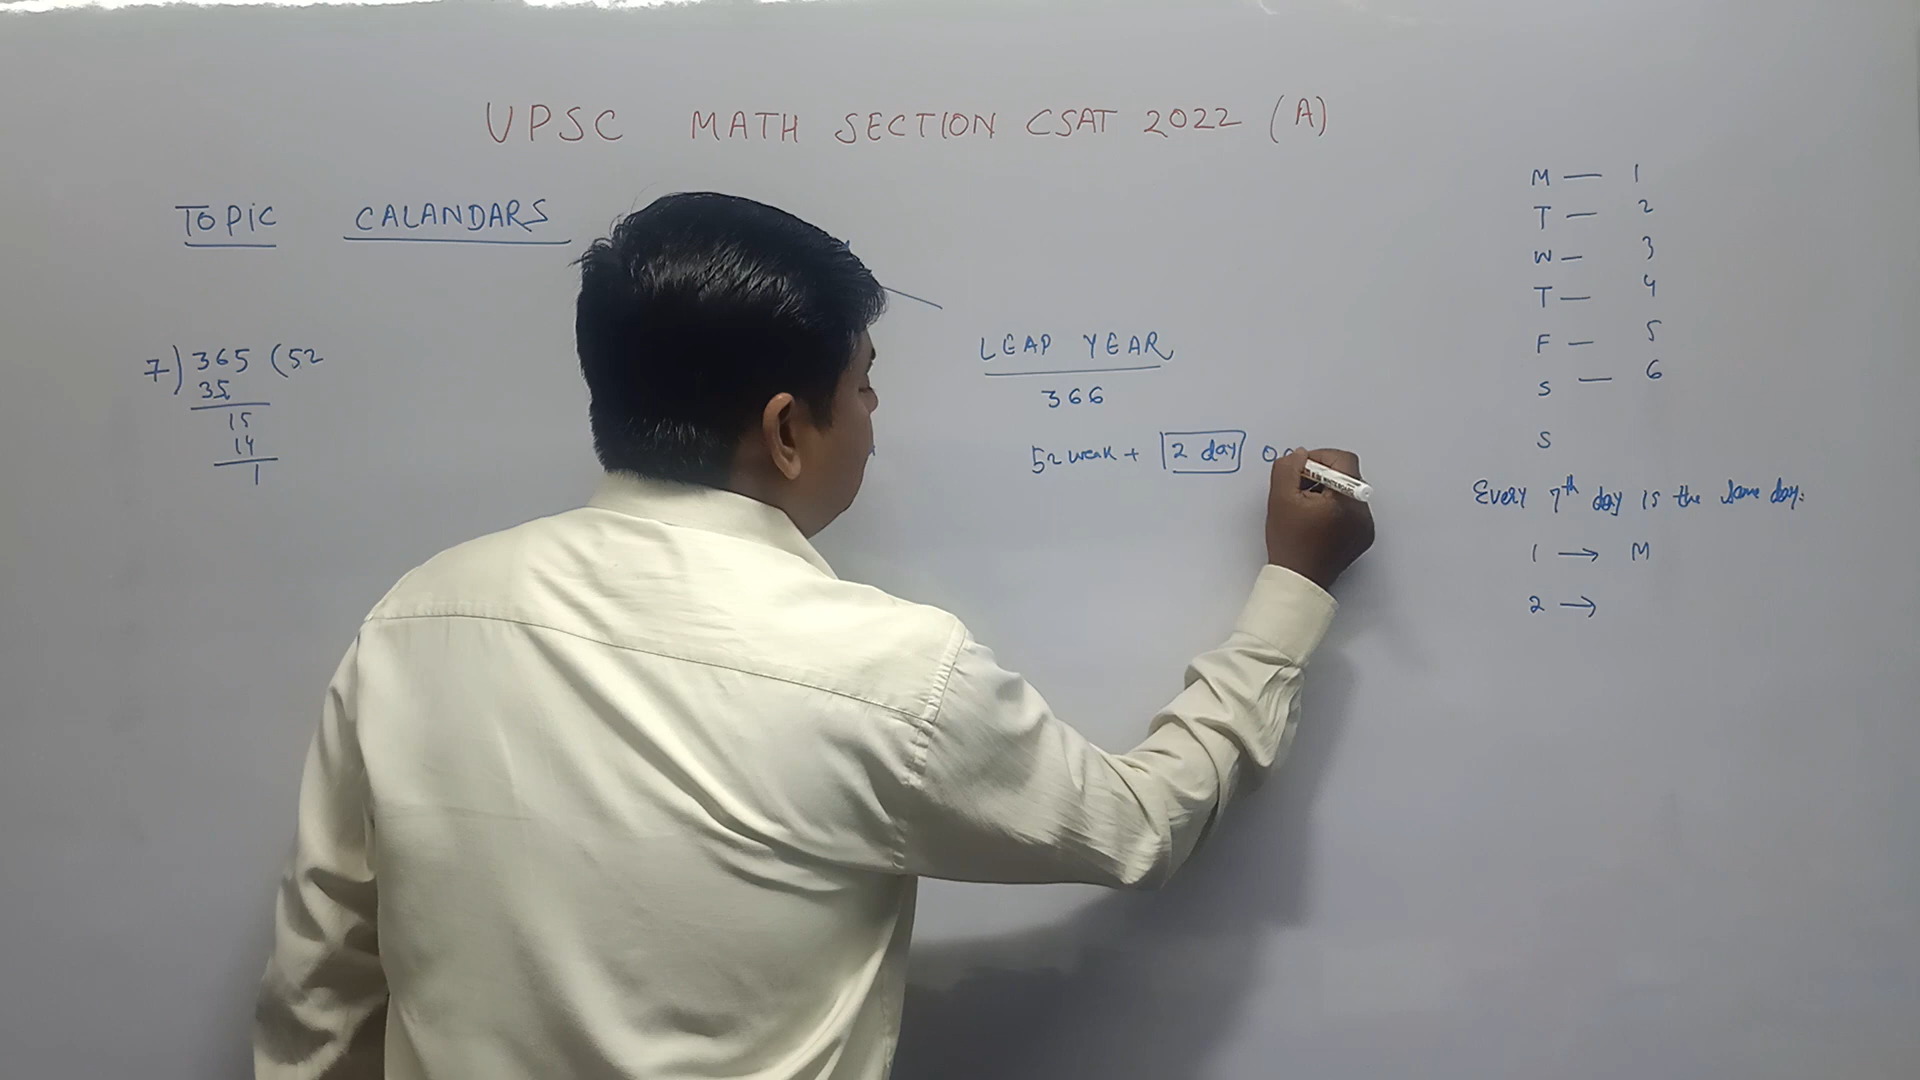 UPSC MATH SECTION CSAT 2022 (A)
TOPIC CALANDARS
7) 365 (52
35
15
14
1
LEAP YEAR
366
52 weak + 2 day
M — 1
T — 2
W — 3
T — 4
F — 5
S — 6
S
Every 7th day is the same day.
1 → M
2 →